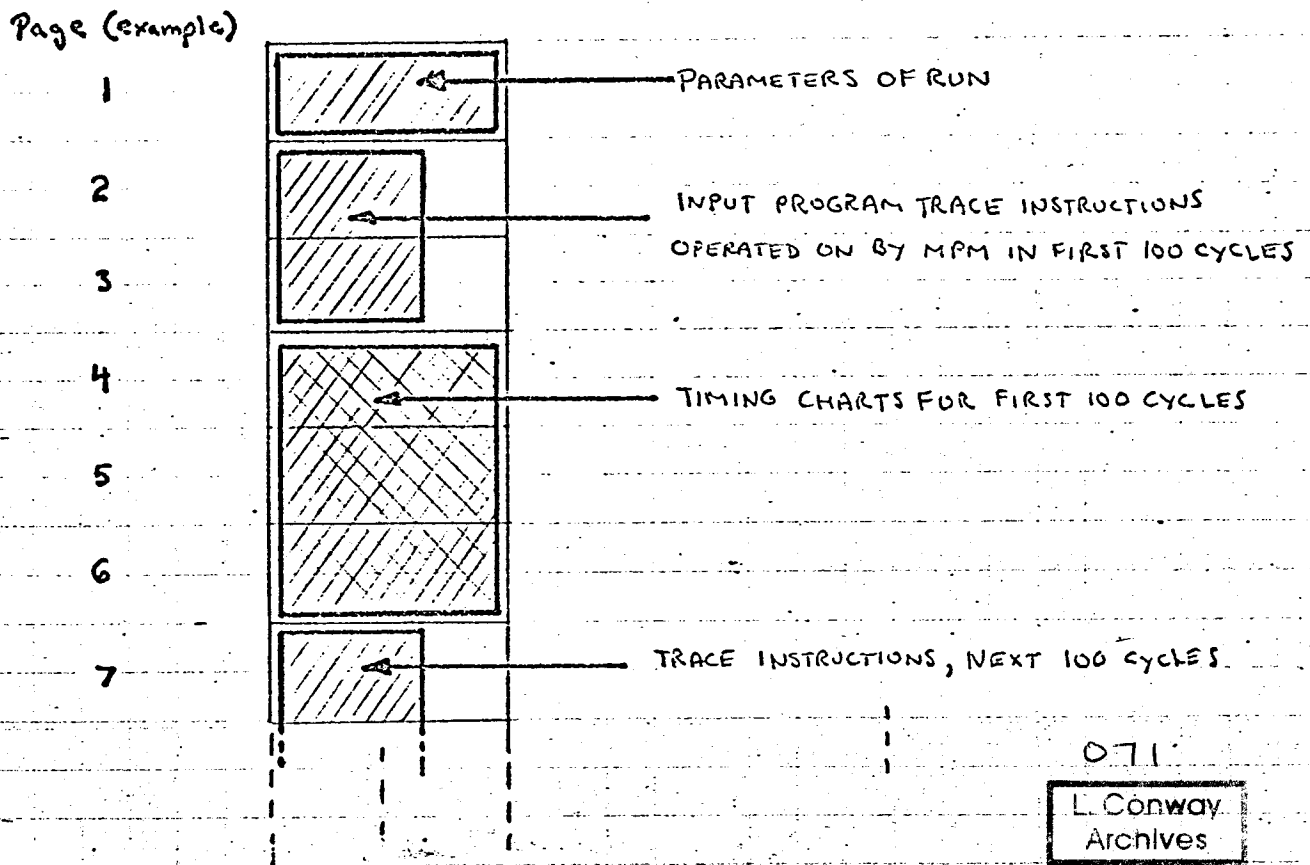 Page (example)
1
PARAMETERS OF RUN
2
INPUT PROGRAM TRACE INSTRUCTIONS
OPERATED ON BY MPM IN FIRST 100 CYCLES
3
4
TIMING CHARTS FOR FIRST 100 CYCLES
5
6
7
TRACE INSTRUCTIONS, NEXT 100 CYCLES
071
L. Conway
Archives